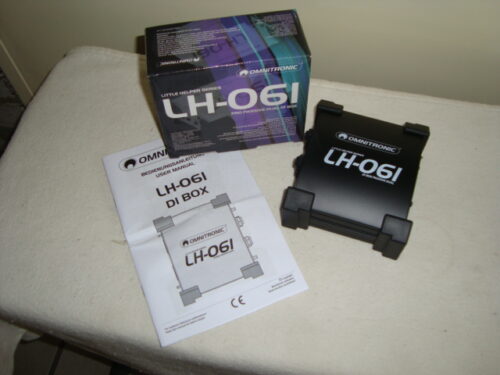 OMNITRONIC
LITTLE HELPER SERIES
LH-061
OMNITRONIC
BEDIENUNGSANLEITUNG
USER MANUAL
LH-061
DI BOX
OMNITRONIC
LH-061
CE
OMNITRONIC
LH-061